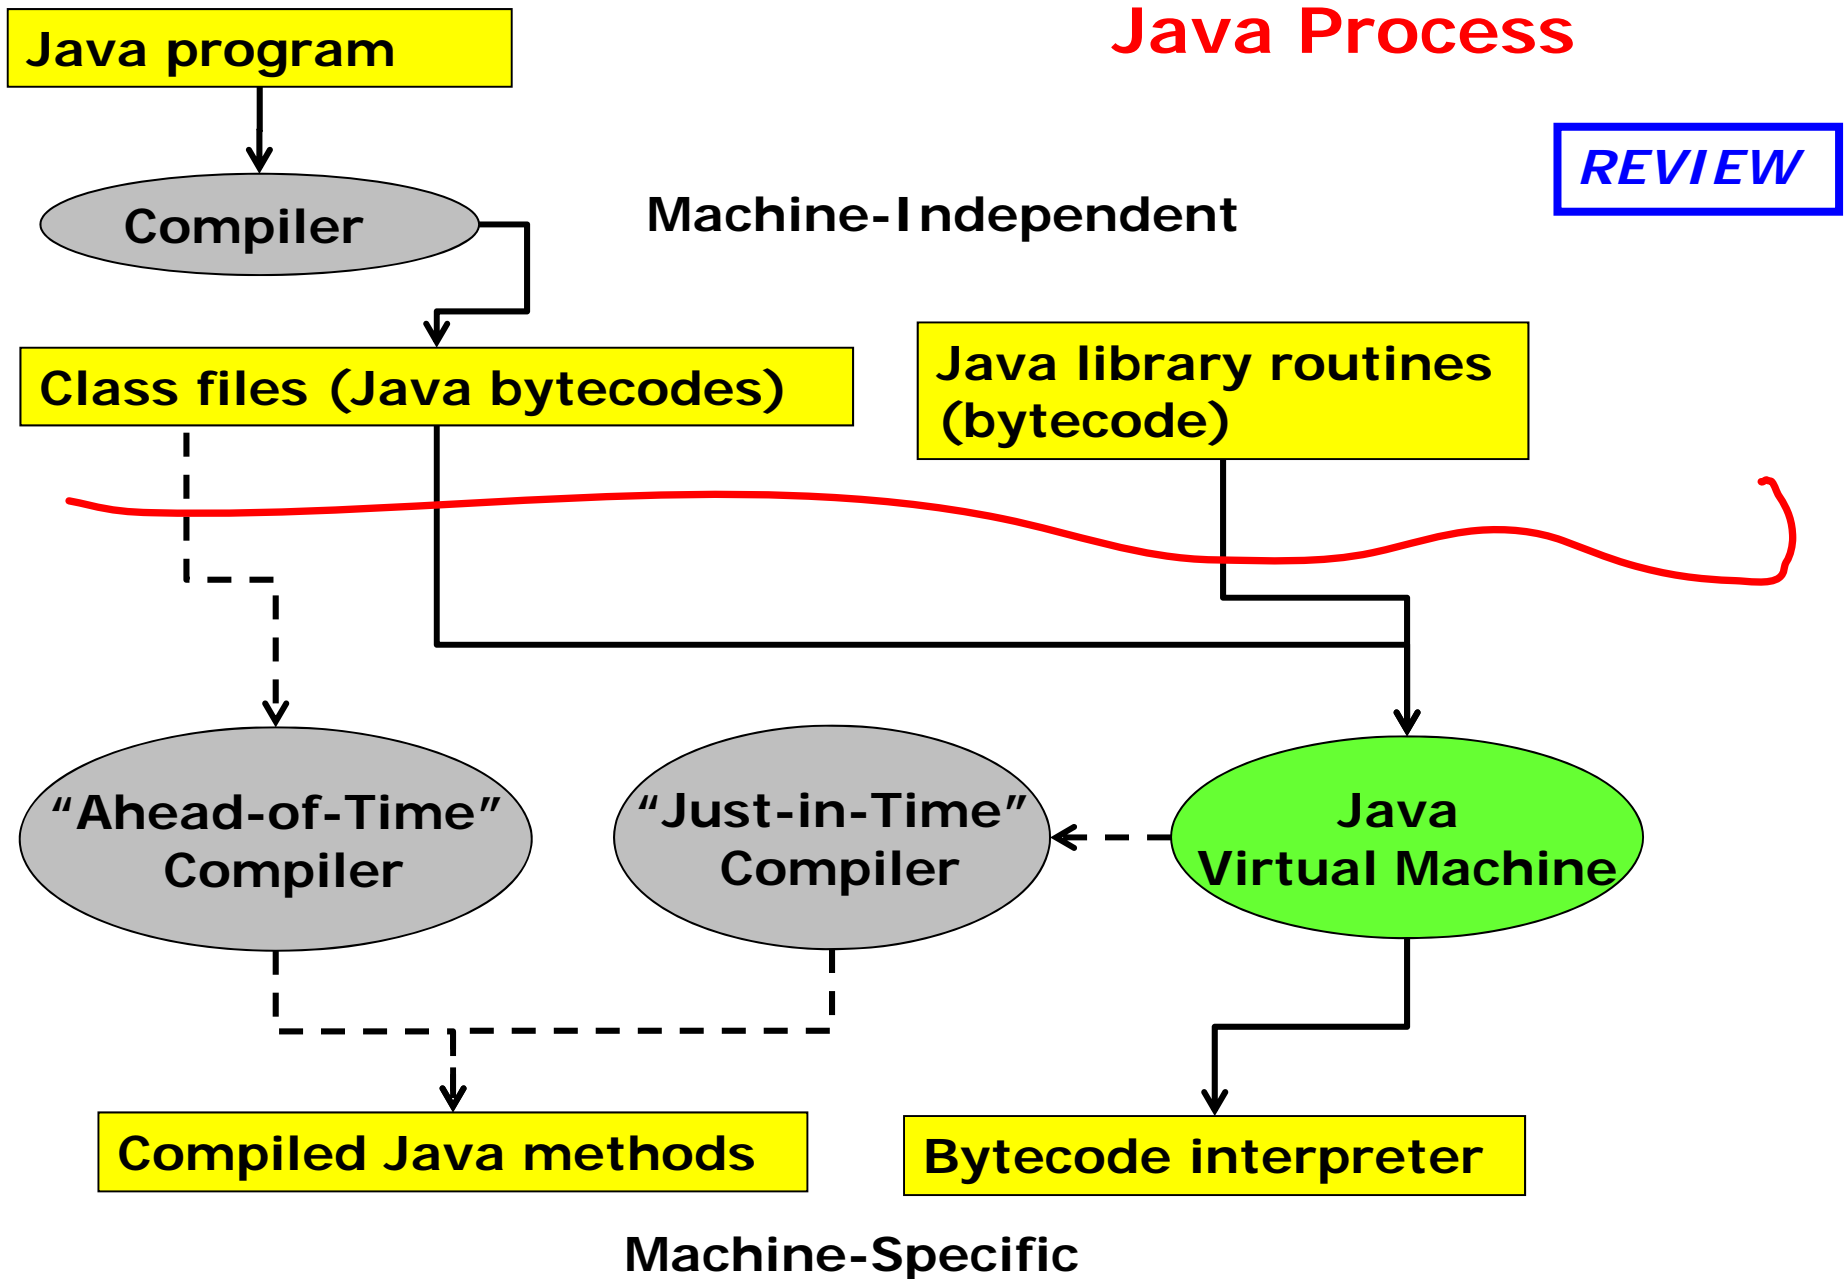 Java Process
Java program
REVIEW
Compiler
Machine-Independent
Class files (Java bytecodes)
Java library routines
(bytecode)
“Ahead-of-Time”
Compiler
“Just-in-Time”
Compiler
Java
Virtual Machine
Compiled Java methods
Bytecode interpreter
Machine-Specific